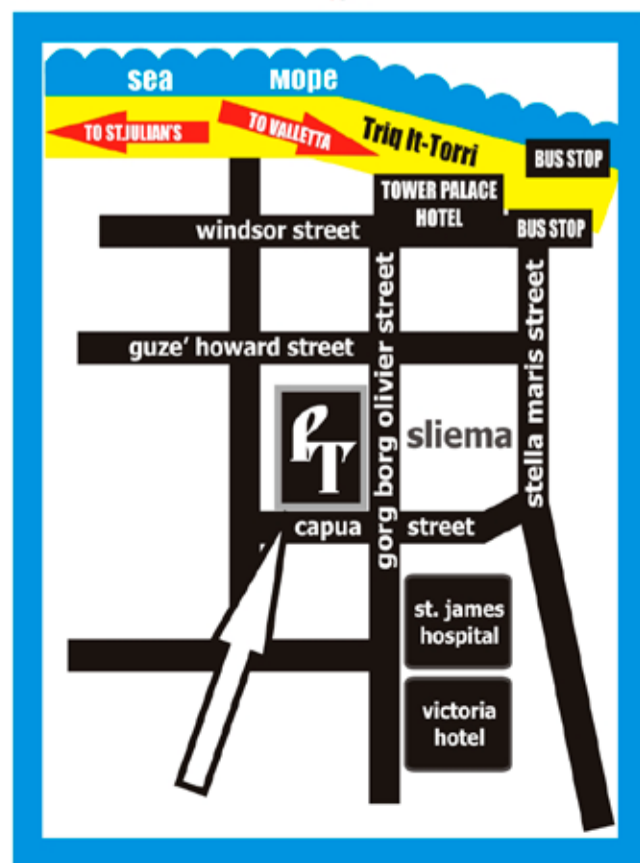 sea
море
TO ST.JULIAN'S
TO VALLETTA
Triq It-Torri
BUS STOP
TOWER PALACE
HOTEL
windsor street
BUS STOP
gorg borg olivier street
stella maris street
guze' howard street
PT
sliema
capua street
st. james
hospital
victoria
hotel